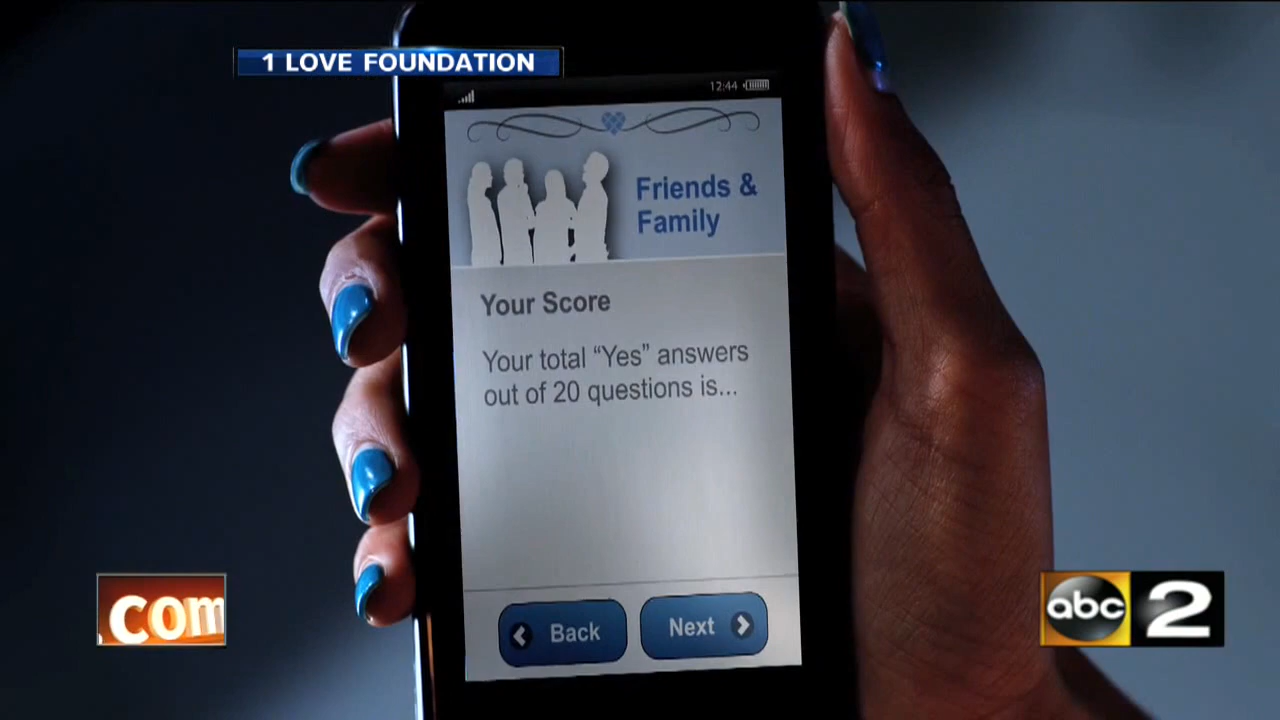 1 LOVE FOUNDATION
12:44
Friends &
Family
Your Score
Your total “Yes” answers
out of 20 questions is...
Back
Next
.com
abc 2